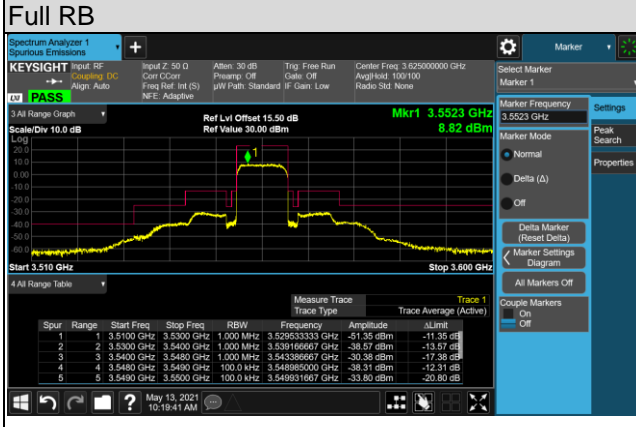 Full RB
Spectrum Analyzer 1
Spurious Emissions
+
Marker
KEYSIGHT Input: RF
Coupling: DC
Align: Auto
Input Z: 50 Ω
Corr CCorr
Freq Ref: Int (S)
NFE: Adaptive
Atten: 30 dB
Preamp: Off
µW Path: Standard
Trig: Free Run
Gate: Off
IF Gain: Low
Center Freq: 3.625000000 GHz
Avg|Hold: 100/100
Radio Std: None
LXI PASS
Select Marker
Marker 1
3 All Range Graph
Scale/Div 10.0 dB
Ref Lvl Offset 15.50 dB
Ref Value 30.00 dBm
Mkr1 3.5523 GHz
8.82 dBm
Log
20.0
10.0
0.00
-10.0
-20.0
-30.0
-40.0
-50.0
-60.0
1
Start 3.510 GHz
Stop 3.600 GHz
Marker Frequency
3.5523 GHz
Marker Mode
Normal
Delta (Δ)
Off
Delta Marker
(Reset Delta)
Marker Settings
Diagram
All Markers Off
Couple Markers
On
Off
Settings
Peak
Search
Properties
4 All Range Table
Measure Trace Trace 1
Trace Type Trace Average (Active)
Spur Range Start Freq Stop Freq RBW Frequency Amplitude ΔLimit
1 1 3.5100 GHz 3.5300 GHz 1.000 MHz 3.529533333 GHz -51.35 dBm -11.35 dB
2 2 3.5300 GHz 3.5400 GHz 1.000 MHz 3.539166667 GHz -38.57 dBm -13.57 dB
3 3 3.5400 GHz 3.5480 GHz 1.000 MHz 3.543386667 GHz -30.38 dBm -17.38 dB
4 4 3.5480 GHz 3.5490 GHz 100.0 kHz 3.548985000 GHz -38.31 dBm -12.31 dB
5 5 3.5490 GHz 3.5500 GHz 100.0 kHz 3.549931667 GHz -33.80 dBm -20.80 dB
?
May 13, 2021
10:19:41 AM